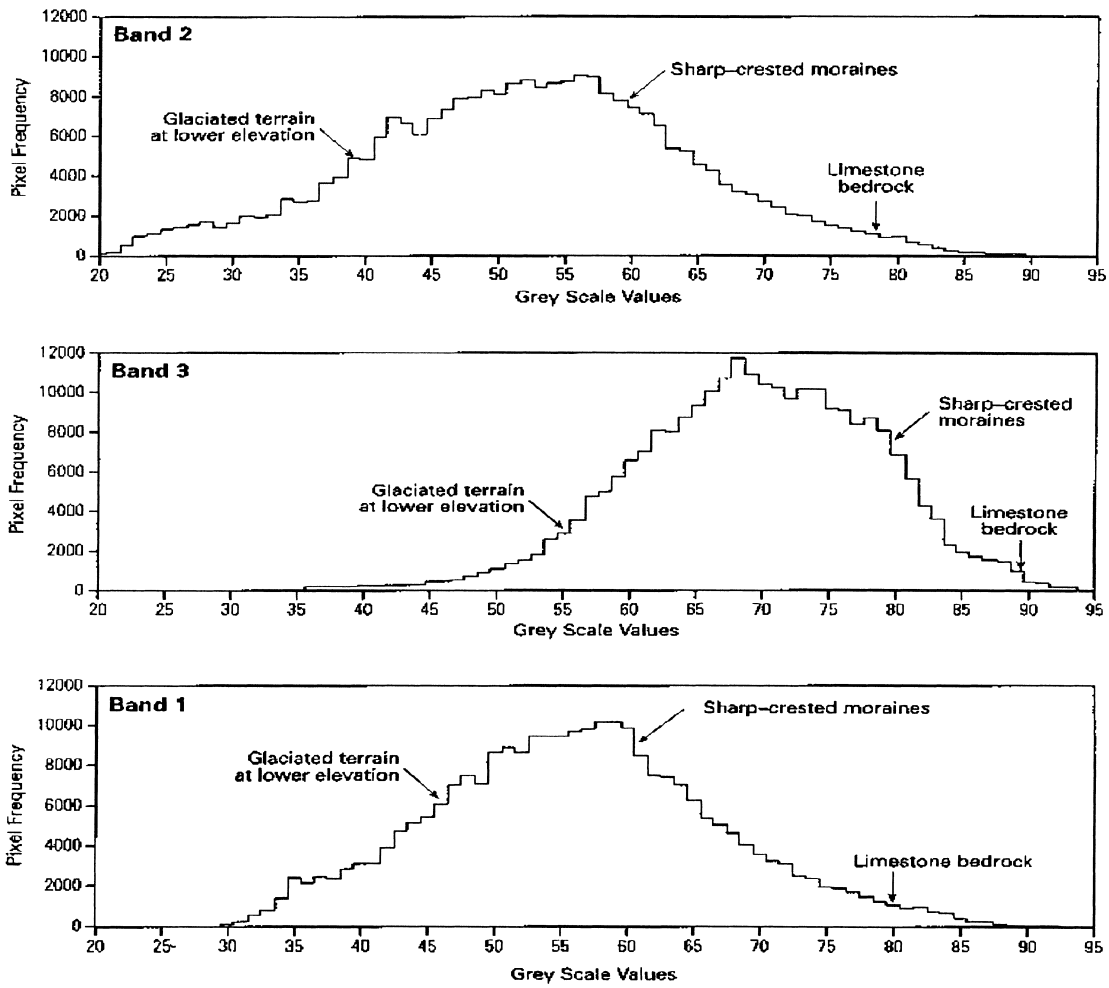 12000
Band 2
10000
Sharp–crested moraines
8000
Glaciated terrain
at lower elevation
6000
4000
Limestone
bedrock
2000
0
Pixel Frequency
20 25 30 35 40 45 50 55 60 65 70 75 80 85 90 95
Grey Scale Values
12000
Band 3
10000
Sharp–crested
moraines
8000
6000
Glaciated terrain
at lower elevation
4000
Limestone
bedrock
2000
0
Pixel Frequency
20 25 30 35 40 45 50 55 60 65 70 75 80 85 90 95
Grey Scale Values
12000
Band 1
Sharp–crested moraines
10000
8000
Glaciated terrain
at lower elevation
6000
4000
Limestone bedrock
2000
0
Pixel Frequency
20 25- 30 35 40 45 50 55 60 65 70 75 80 85 90 95
Grey Scale Values